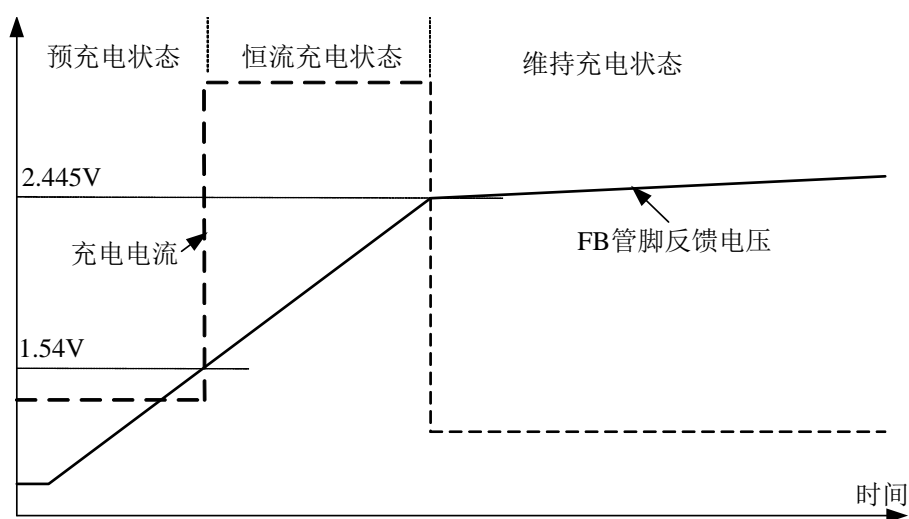 预充电状态
恒流充电状态
维持充电状态
2.445V
充电电流
FB管脚反馈电压
1.54V
时间